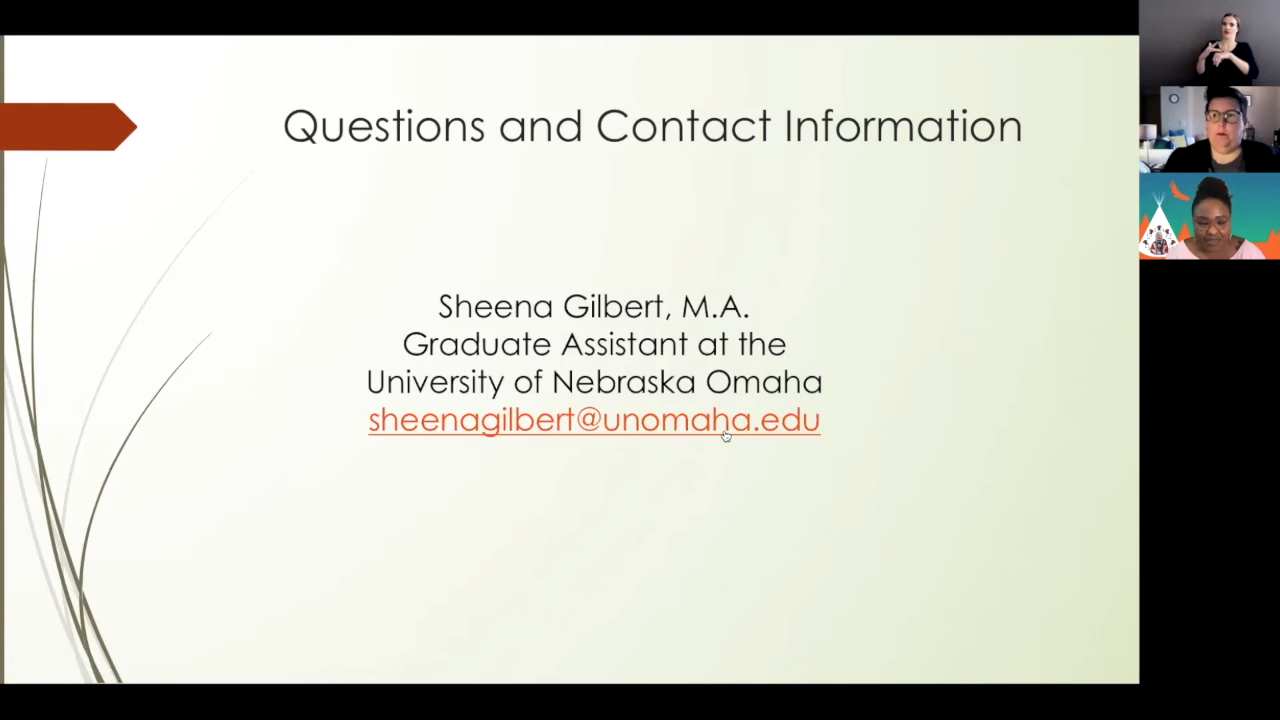 Questions and Contact Information
Sheena Gilbert, M.A.
Graduate Assistant at the
University of Nebraska Omaha
sheenagilbert@unomaha.edu